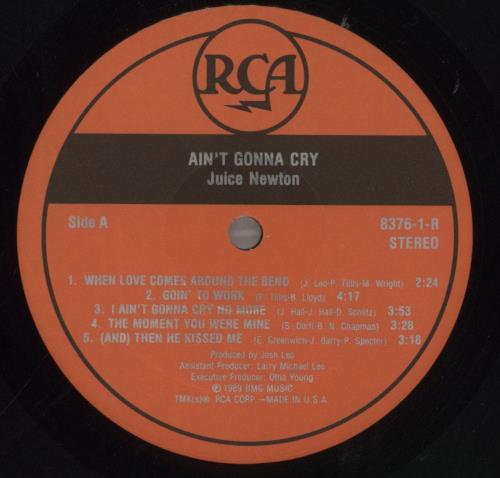 RCA
AIN'T GONNA CRY
Juice Newton
Side A
8376-1-R
STEREO
1. WHEN LOVE COMES AROUND THE BEND (J. Leo-P. Tillis-M. Wright) 2:24
2. GOIN' TO WORK (P. Tillis-B. Lloyd) 4:17
3. I AIN'T GONNA CRY NO MORE (J. Hall-J. Hall-D. Schlitz) 3:53
4. THE MOMENT YOU WERE MINE (S. Dorff-B. N. Chapman) 3:28
5. (AND) THEN HE KISSED ME (E. Greenwich-J. Barry-P. Spector) 3:18
Produced by Josh Leo
Assistant Producer: Larry Michael Lee
Executive Producer: Otha Young
℗ © 1989 BMG MUSIC
TMK(s)® RCA CORP.—MADE IN U.S.A.